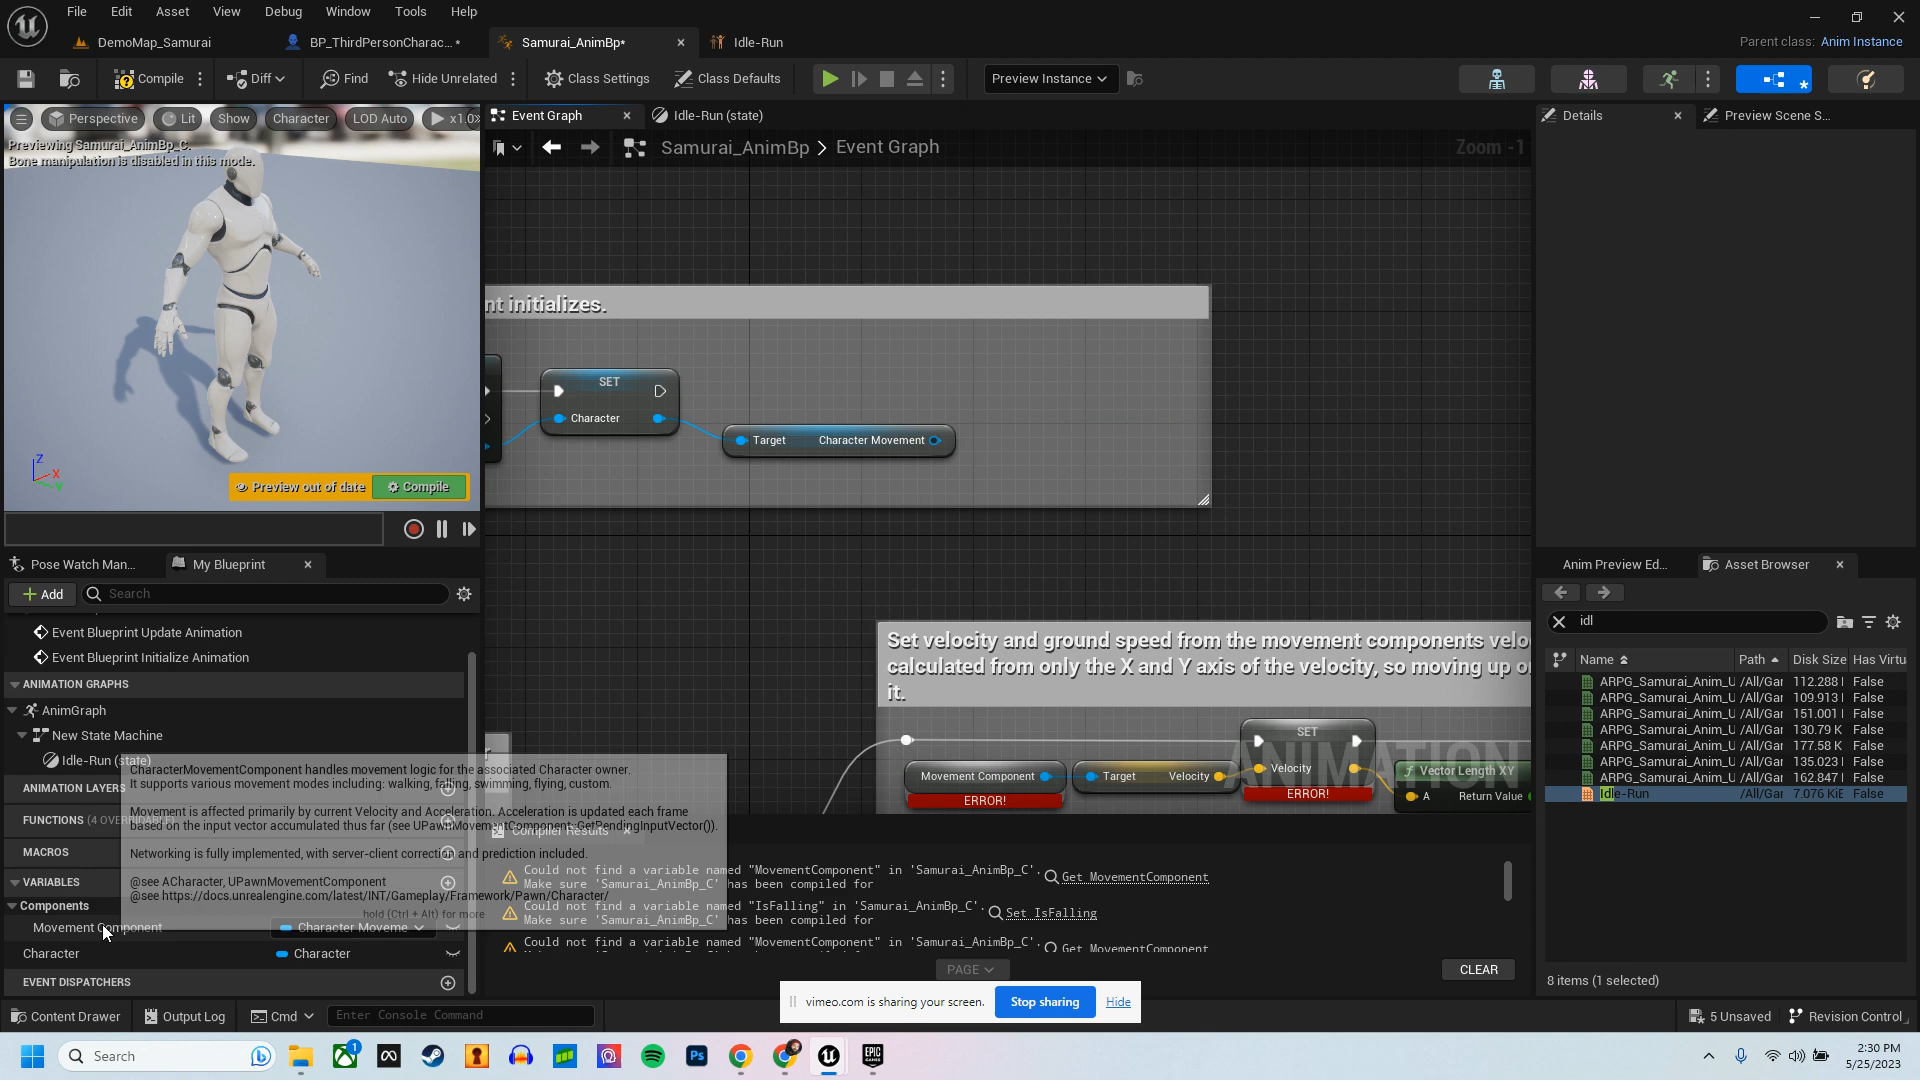 File Edit Asset View Debug Window Tools Help
DemoMap_Samurai BP_ThirdPersonCharac... * Samurai_AnimBp* Idle-Run
Parent class: Anim Instance
Compile Diff Find Hide Unrelated Class Settings Class Defaults Preview Instance
Perspective Lit Show Character LOD Auto x1.0
Previewing Samurai_AnimBp_C.
Bone manipulation is disabled in this mode.
Z
X
Y
Preview out of date Compile
Event Graph Idle-Run (state)
Samurai_AnimBp > Event Graph Zoom -1
nt initializes.
SET
Character
Target Character Movement
Set velocity and ground speed from the movement components velo
calculated from only the X and Y axis of the velocity, so moving up o
it.
SET
Movement Component Target Velocity Velocity Vector Length XY
ERROR! ERROR! A Return Value
ANIMATION
Details Preview Scene S...
Pose Watch Man... My Blueprint
Add Search
Event Blueprint Update Animation
Event Blueprint Initialize Animation
ANIMATION GRAPHS
AnimGraph
New State Machine
Idle-Run (state)
ANIMATION LAYERS
FUNCTIONS (4 OVERRIDABLE)
MACROS
VARIABLES
Components
Movement Component Character Moveme
Character Character
EVENT DISPATCHERS
CharacterMovementComponent handles movement logic for the associated Character owner.
It supports various movement modes including: walking, falling, swimming, flying, custom.
Movement is affected primarily by current Velocity and Acceleration. Acceleration is updated each frame
based on the input vector accumulated thus far (see UPawnMovementComponent::GetPendingInputVector()).
Networking is fully implemented, with server-client correction and prediction included.
@see ACharacter, UPawnMovementComponent
@see https://docs.unrealengine.com/latest/INT/Gameplay/Framework/Pawn/Character/
hold (Ctrl + Alt) for more
Compiler Results
Could not find a variable named "MovementComponent" in 'Samurai_AnimBp_C'.
Make sure 'Samurai_AnimBp_C' has been compiled for
Get MovementComponent
Could not find a variable named "IsFalling" in 'Samurai_AnimBp_C'.
Make sure 'Samurai_AnimBp_C' has been compiled for
Set IsFalling
Could not find a variable named "MovementComponent" in 'Samurai_AnimBp_C'.
Get MovementComponent
PAGE CLEAR
Anim Preview Ed... Asset Browser
idl
Name Path Disk Size Has Virtu
ARPG_Samurai_Anim_U /All/Gar 112.288 False
ARPG_Samurai_Anim_U /All/Gar 109.913 False
ARPG_Samurai_Anim_U /All/Gar 151.001 False
ARPG_Samurai_Anim_U /All/Gar 130.79 K False
ARPG_Samurai_Anim_U /All/Gar 177.58 K False
ARPG_Samurai_Anim_U /All/Gar 135.023 False
ARPG_Samurai_Anim_U /All/Gar 162.847 False
Idle-Run /All/Gar 7.076 KiE False
8 items (1 selected)
vimeo.com is sharing your screen. Stop sharing Hide
Content Drawer Output Log Cmd Enter Console Command 5 Unsaved Revision Control
Search 1 EPIC GAMES
2:30 PM
5/25/2023